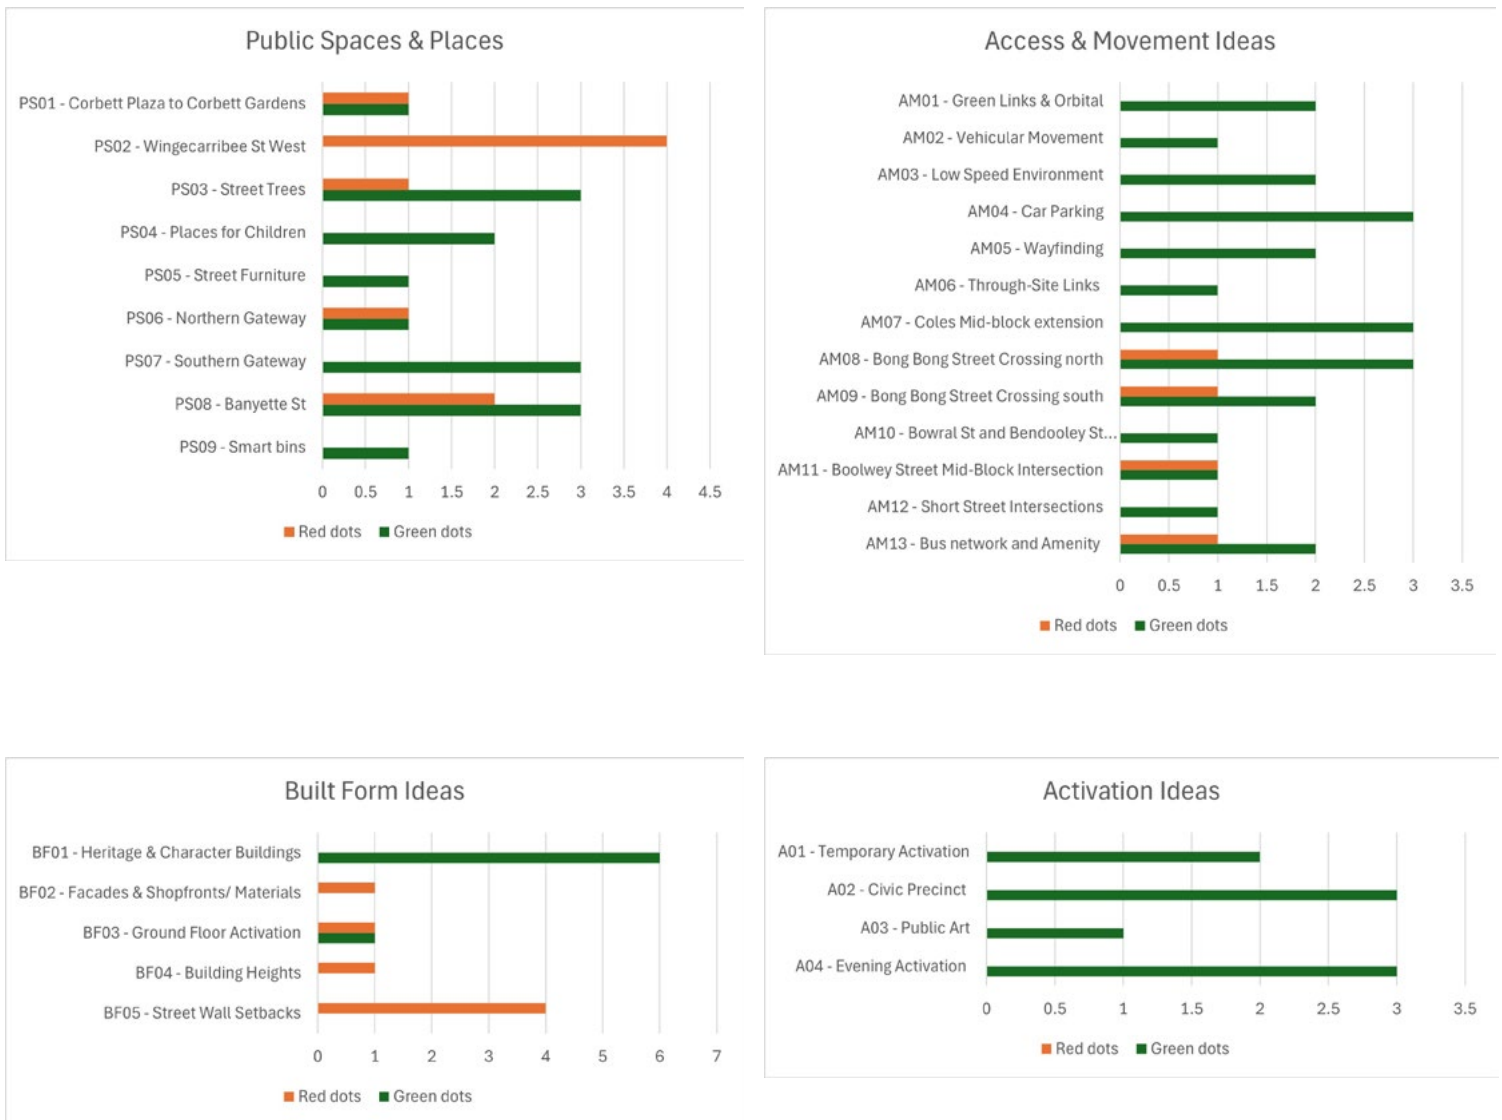 Public Spaces & Places
PS01 - Corbett Plaza to Corbett Gardens
PS02 - Wingecarribee St West
PS03 - Street Trees
PS04 - Places for Children
PS05 - Street Furniture
PS06 - Northern Gateway
PS07 - Southern Gateway
PS08 - Banyette St
PS09 - Smart bins
0 0.5 1 1.5 2 2.5 3 3.5 4 4.5
Red dots Green dots
Access & Movement Ideas
AM01 - Green Links & Orbital
AM02 - Vehicular Movement
AM03 - Low Speed Environment
AM04 - Car Parking
AM05 - Wayfinding
AM06 - Through-Site Links
AM07 - Coles Mid-block extension
AM08 - Bong Bong Street Crossing north
AM09 - Bong Bong Street Crossing south
AM10 - Bowral St and Bendooley St...
AM11 - Boolwey Street Mid-Block Intersection
AM12 - Short Street Intersections
AM13 - Bus network and Amenity
0 0.5 1 1.5 2 2.5 3 3.5
Red dots Green dots
Built Form Ideas
BF01 - Heritage & Character Buildings
BF02 - Facades & Shopfronts/ Materials
BF03 - Ground Floor Activation
BF04 - Building Heights
BF05 - Street Wall Setbacks
0 1 2 3 4 5 6 7
Red dots Green dots
Activation Ideas
A01 - Temporary Activation
A02 - Civic Precinct
A03 - Public Art
A04 - Evening Activation
0 0.5 1 1.5 2 2.5 3 3.5
Red dots Green dots